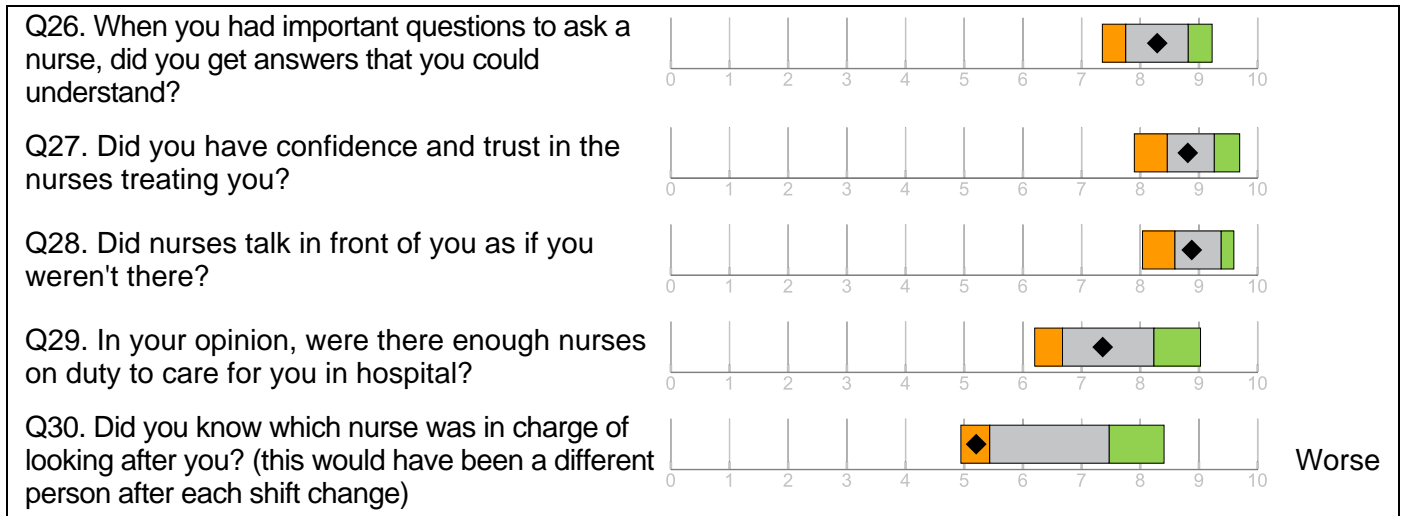 Q26. When you had important questions to ask a
nurse, did you get answers that you could
understand?
0 1 2 3 4 5 6 7 8 9 10
Q27. Did you have confidence and trust in the
nurses treating you?
0 1 2 3 4 5 6 7 8 9 10
Q28. Did nurses talk in front of you as if you
weren't there?
0 1 2 3 4 5 6 7 8 9 10
Q29. In your opinion, were there enough nurses
on duty to care for you in hospital?
0 1 2 3 4 5 6 7 8 9 10
Q30. Did you know which nurse was in charge of
looking after you? (this would have been a different
person after each shift change)
0 1 2 3 4 5 6 7 8 9 10
Worse